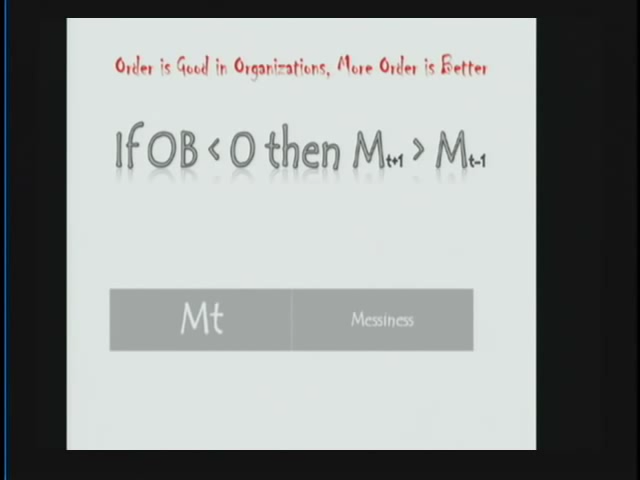 Order is Good in Organizations, More Order is Better
If OB < 0 then Mt+1 > Mt-1
Mt Messiness